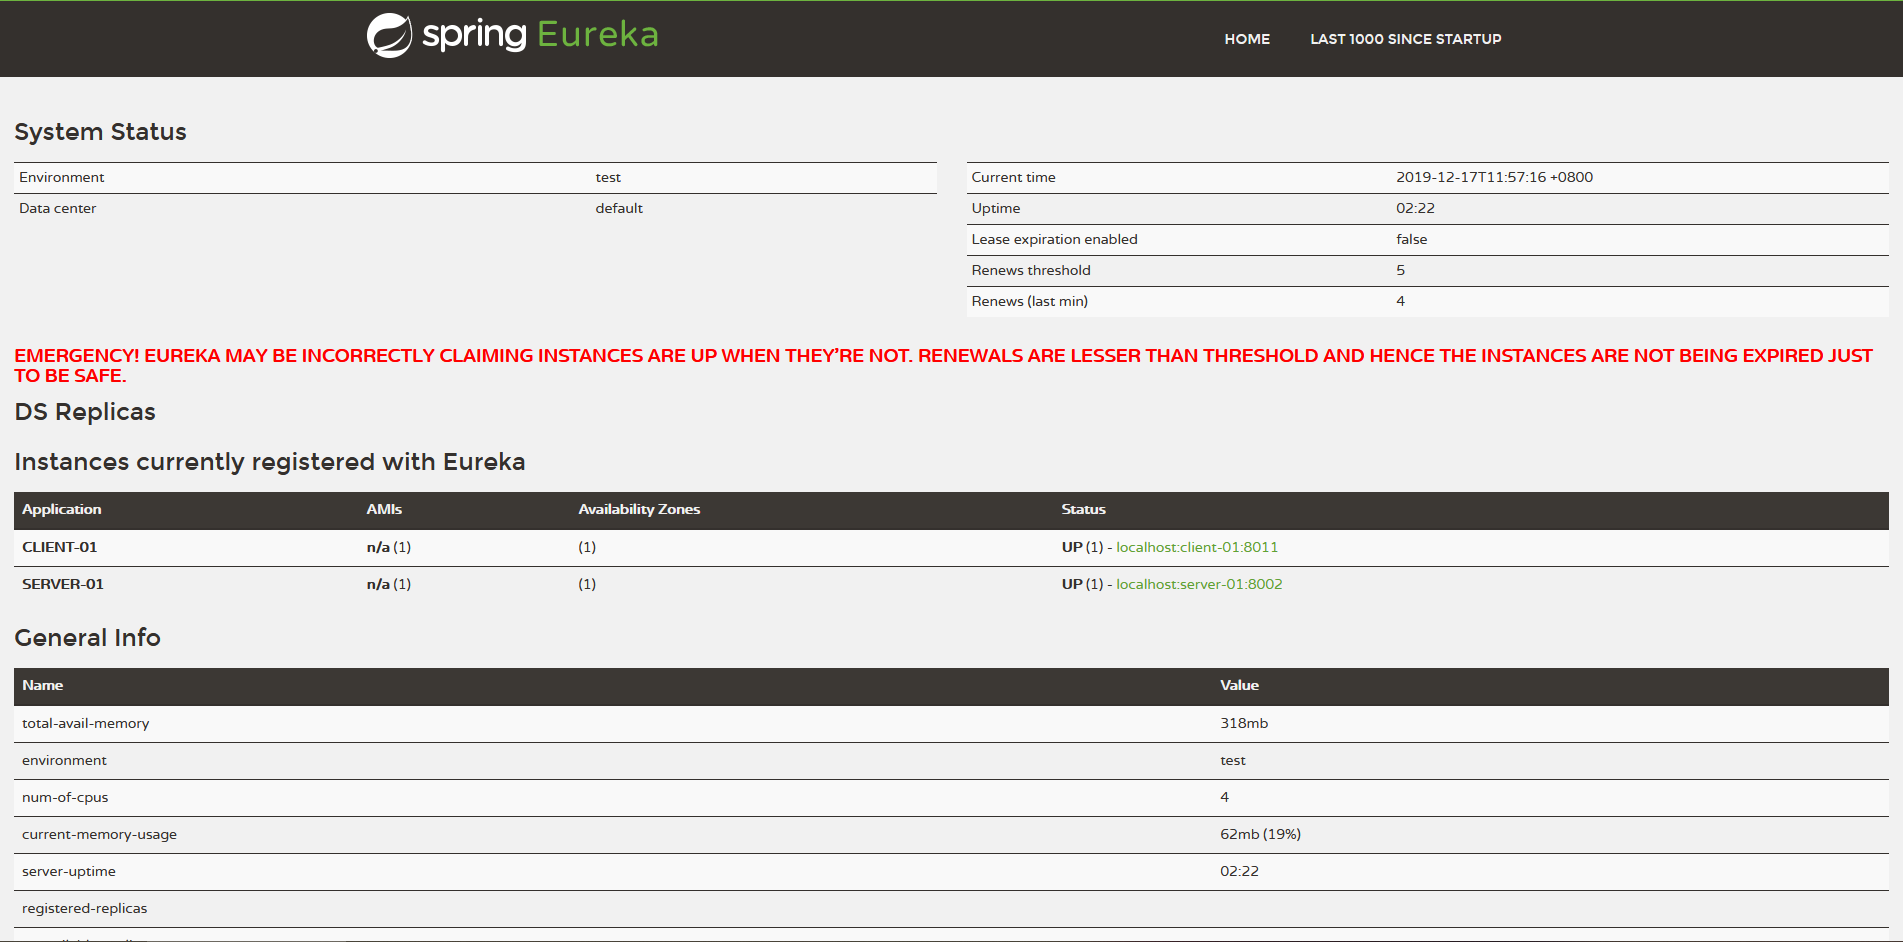 spring Eureka
HOME LAST 1000 SINCE STARTUP
System Status
Environment test
Data center default
Current time 2019-12-17T11:57:16 +0800
Uptime 02:22
Lease expiration enabled false
Renews threshold 5
Renews (last min) 4
EMERGENCY! EUREKA MAY BE INCORRECTLY CLAIMING INSTANCES ARE UP WHEN THEY'RE NOT. RENEWALS ARE LESSER THAN THRESHOLD AND HENCE THE INSTANCES ARE NOT BEING EXPIRED JUST
TO BE SAFE.
DS Replicas
Instances currently registered with Eureka
Application AMIs Availability Zones Status
CLIENT-01 n/a (1) (1) UP (1) - localhost:client-01:8011
SERVER-01 n/a (1) (1) UP (1) - localhost:server-01:8002
General Info
Name Value
total-avail-memory 318mb
environment test
num-of-cpus 4
current-memory-usage 62mb (19%)
server-uptime 02:22
registered-replicas